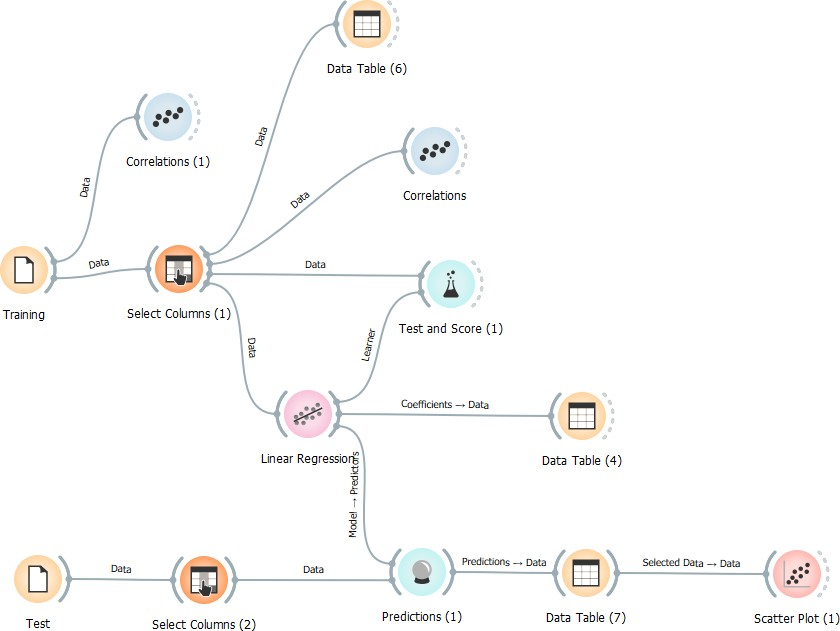 Data Table (6)
Data
Correlations (1)
Data
Data
Correlations
Data
Data
Training
Select Columns (1)
Test and Score (1)
Data
Learner
Coefficients → Data
Linear Regression
Data Table (4)
Model → Predictors
Data
Data
Predictions → Data
Selected Data → Data
Test
Select Columns (2)
Predictions (1)
Data Table (7)
Scatter Plot (1)